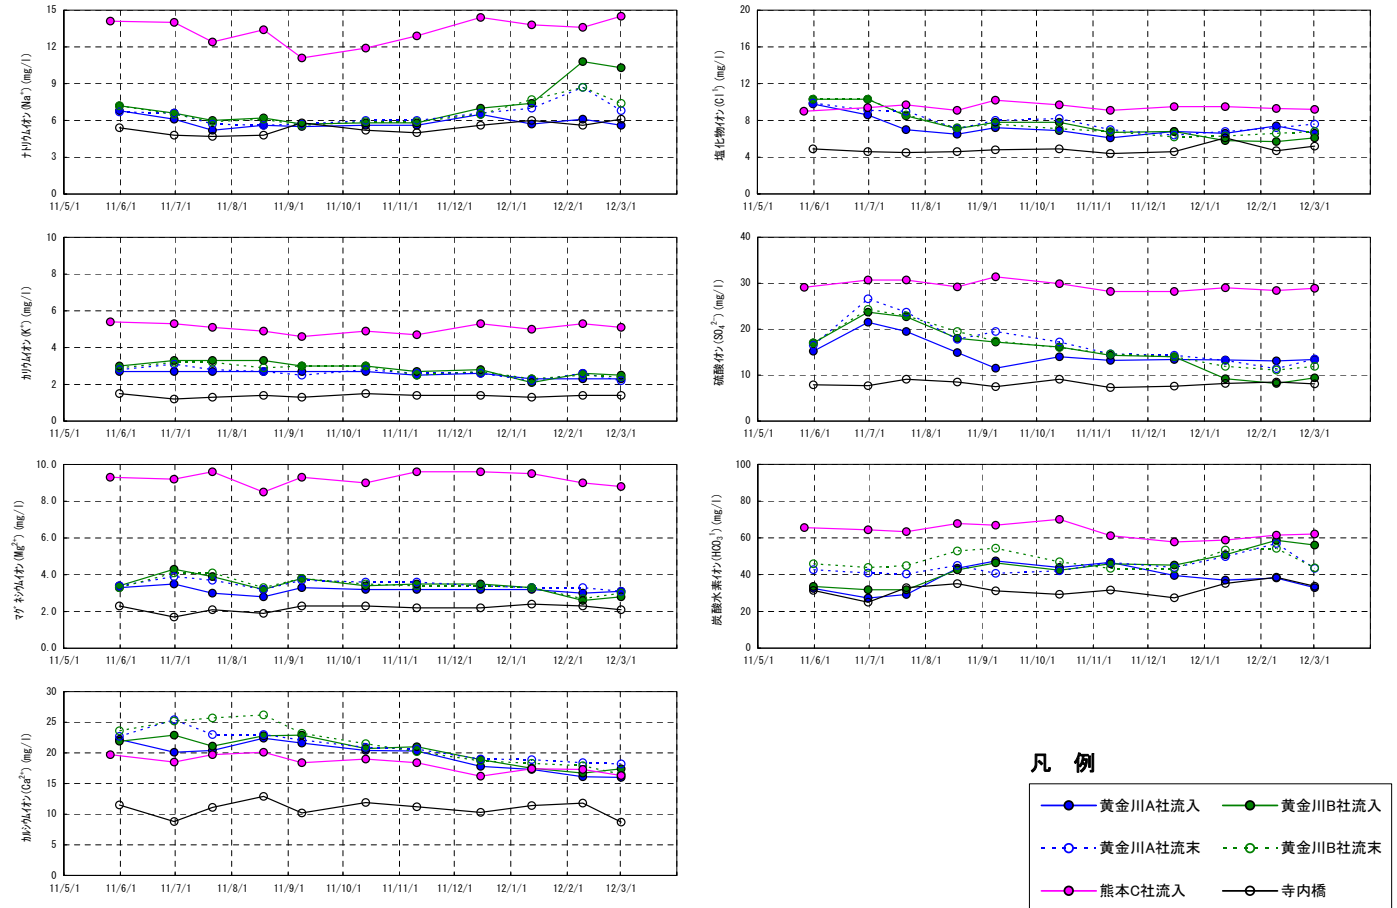 ナトリウムイオン(Na⁺)(mg/l)
15
12
9
6
3
0
11/5/1 11/6/1 11/7/1 11/8/1 11/9/1 11/10/1 11/11/1 11/12/1 12/1/1 12/2/1 12/3/1
塩化物イオン(Cl¹⁾)(mg/l)
20
16
12
8
4
0
11/5/1 11/6/1 11/7/1 11/8/1 11/9/1 11/10/1 11/11/1 11/12/1 12/1/1 12/2/1 12/3/1
カリウムイオン(K⁺)(mg/l)
10
8
6
4
2
0
11/5/1 11/6/1 11/7/1 11/8/1 11/9/1 11/10/1 11/11/1 11/12/1 12/1/1 12/2/1 12/3/1
硫酸イオン(SO₄²⁻)(mg/l)
40
30
20
10
0
11/5/1 11/6/1 11/7/1 11/8/1 11/9/1 11/10/1 11/11/1 11/12/1 12/1/1 12/2/1 12/3/1
マグネシウムイオン(Mg²⁺)(mg/l)
10.0
8.0
6.0
4.0
2.0
0.0
11/5/1 11/6/1 11/7/1 11/8/1 11/9/1 11/10/1 11/11/1 11/12/1 12/1/1 12/2/1 12/3/1
炭酸水素イオン(HCO₃¹⁾)(mg/l)
100
80
60
40
20
0
11/5/1 11/6/1 11/7/1 11/8/1 11/9/1 11/10/1 11/11/1 11/12/1 12/1/1 12/2/1 12/3/1
カルシウムイオン(Ca²⁺)(mg/l)
30
25
20
15
10
5
0
11/5/1 11/6/1 11/7/1 11/8/1 11/9/1 11/10/1 11/11/1 11/12/1 12/1/1 12/2/1 12/3/1
凡 例
黄金川A社流入 黄金川B社流入
黄金川A社流末 黄金川B社流末
熊本C社流入 寺内橋